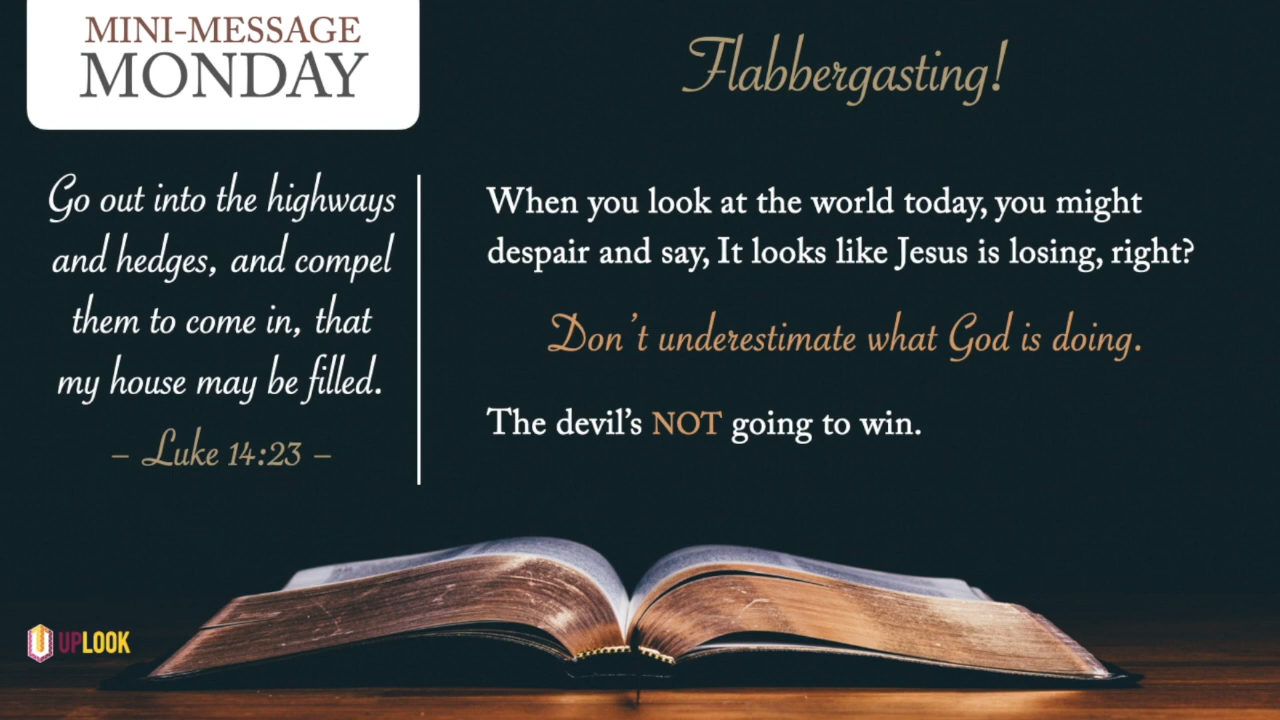 MINI-MESSAGE
MONDAY
Flabbergasting!
Go out into the highways
and hedges, and compel
them to come in, that
my house may be filled.
– Luke 14:23 –
When you look at the world today, you might
despair and say, It looks like Jesus is losing, right?
Don't underestimate what God is doing.
The devil's NOT going to win.
UPLOOK